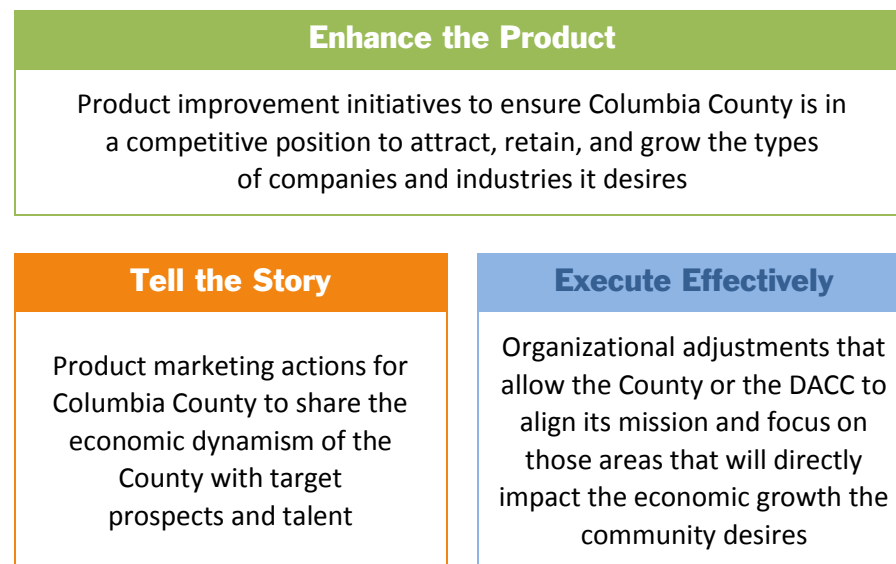 Enhance the Product
Product improvement initiatives to ensure Columbia County is in
a competitive position to attract, retain, and grow the types
of companies and industries it desires
Tell the Story
Product marketing actions for
Columbia County to share the
economic dynamism of the
County with target
prospects and talent
Execute Effectively
Organizational adjustments that
allow the County or the DACC to
align its mission and focus on
those areas that will directly
impact the economic growth the
community desires